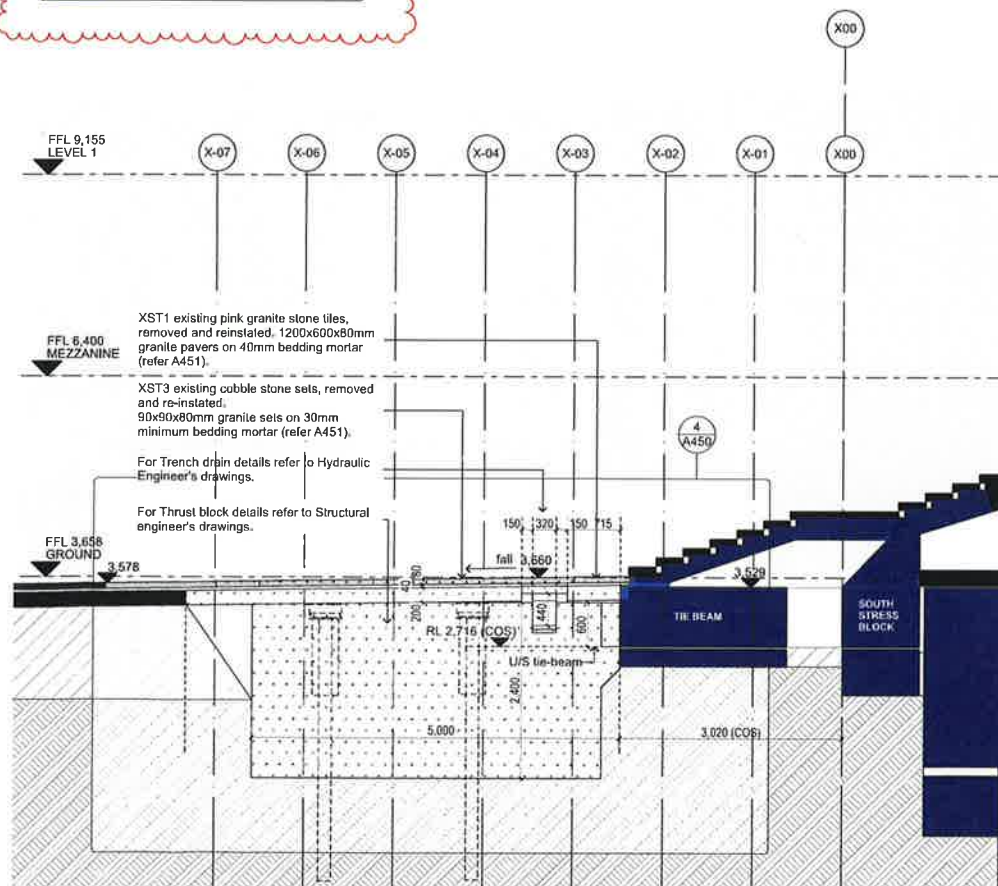 X00
FFL 9,155
LEVEL 1
X-07
X-06
X-05
X-04
X-03
X-02
X-01
X00
XST1 existing pink granite stone tiles,
removed and reinstated. 1200x600x80mm
granite pavers on 40mm bedding mortar
(refer A451).
FFL 6,400
MEZZANINE
XST3 existing cobble stone sets, removed
and re-instated.
90x90x80mm granite sets on 30mm
minimum bedding mortar (refer A451).
4
A450
For Trench drain details refer to Hydraulic
Engineer's drawings.
For Thrust block details refer to Structural
engineer's drawings.
150
320
150
715
FFL 3,658
GROUND
3,578
fall
3,660
3,529
40
80
200
440
600
TIE BEAM
SOUTH
STRESS
BLOCK
RL 2,716 (COS)
U/S tie-beam
2,400
5,000
3,020 (COS)